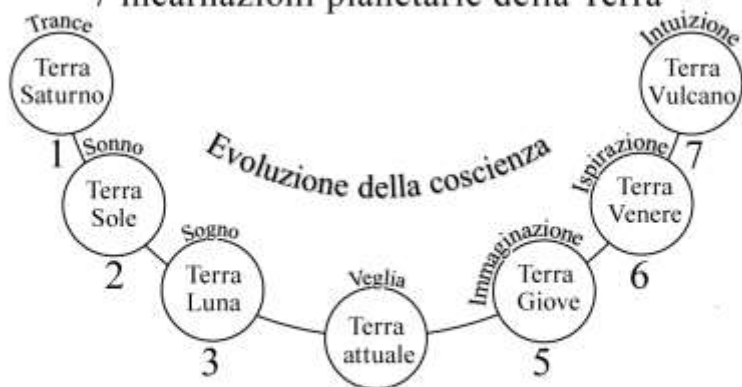 7 incarnazioni planetarie della Terra
Trance
Terra
Saturno
1
Sonno
Terra
Sole
2
Sogno
Terra
Luna
3
Evoluzione della coscienza
Veglia
Terra
attuale
Immaginazione
Terra
Giove
5
Ispirazione
Terra
Venere
6
Intuizione
Terra
Vulcano
7